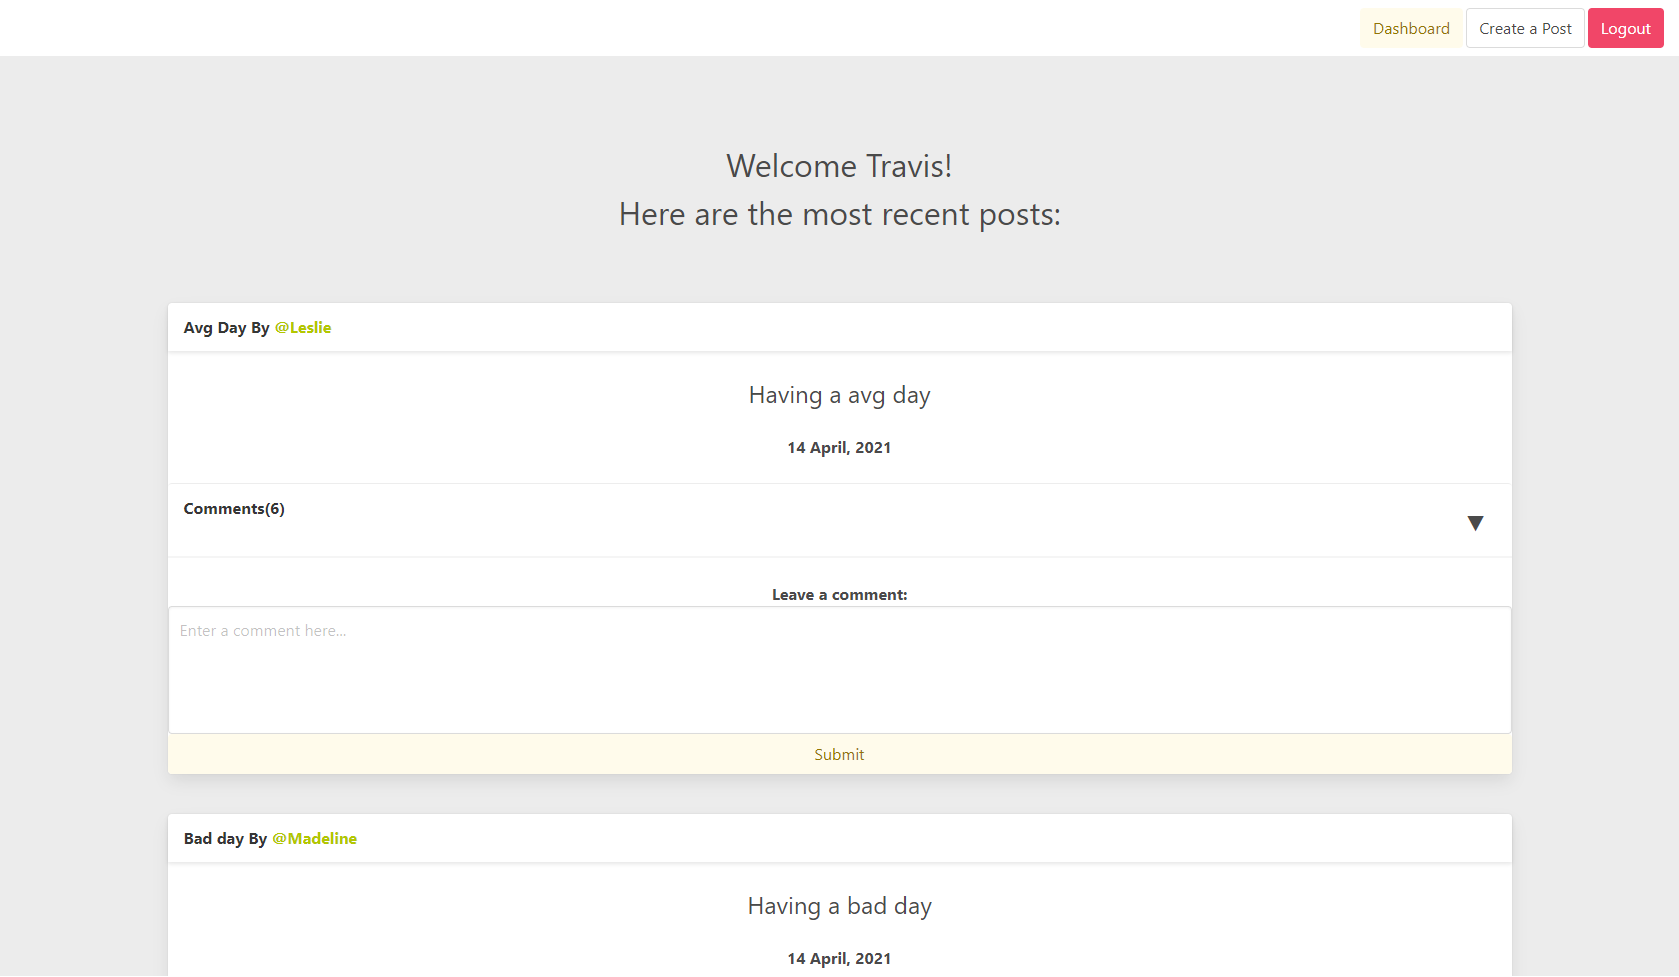 Dashboard Create a Post Logout
Welcome Travis!
Here are the most recent posts:
Avg Day By @Leslie
Having a avg day
14 April, 2021
Comments(6)
Leave a comment:
Enter a comment here...
Submit
Bad day By @Madeline
Having a bad day
14 April, 2021